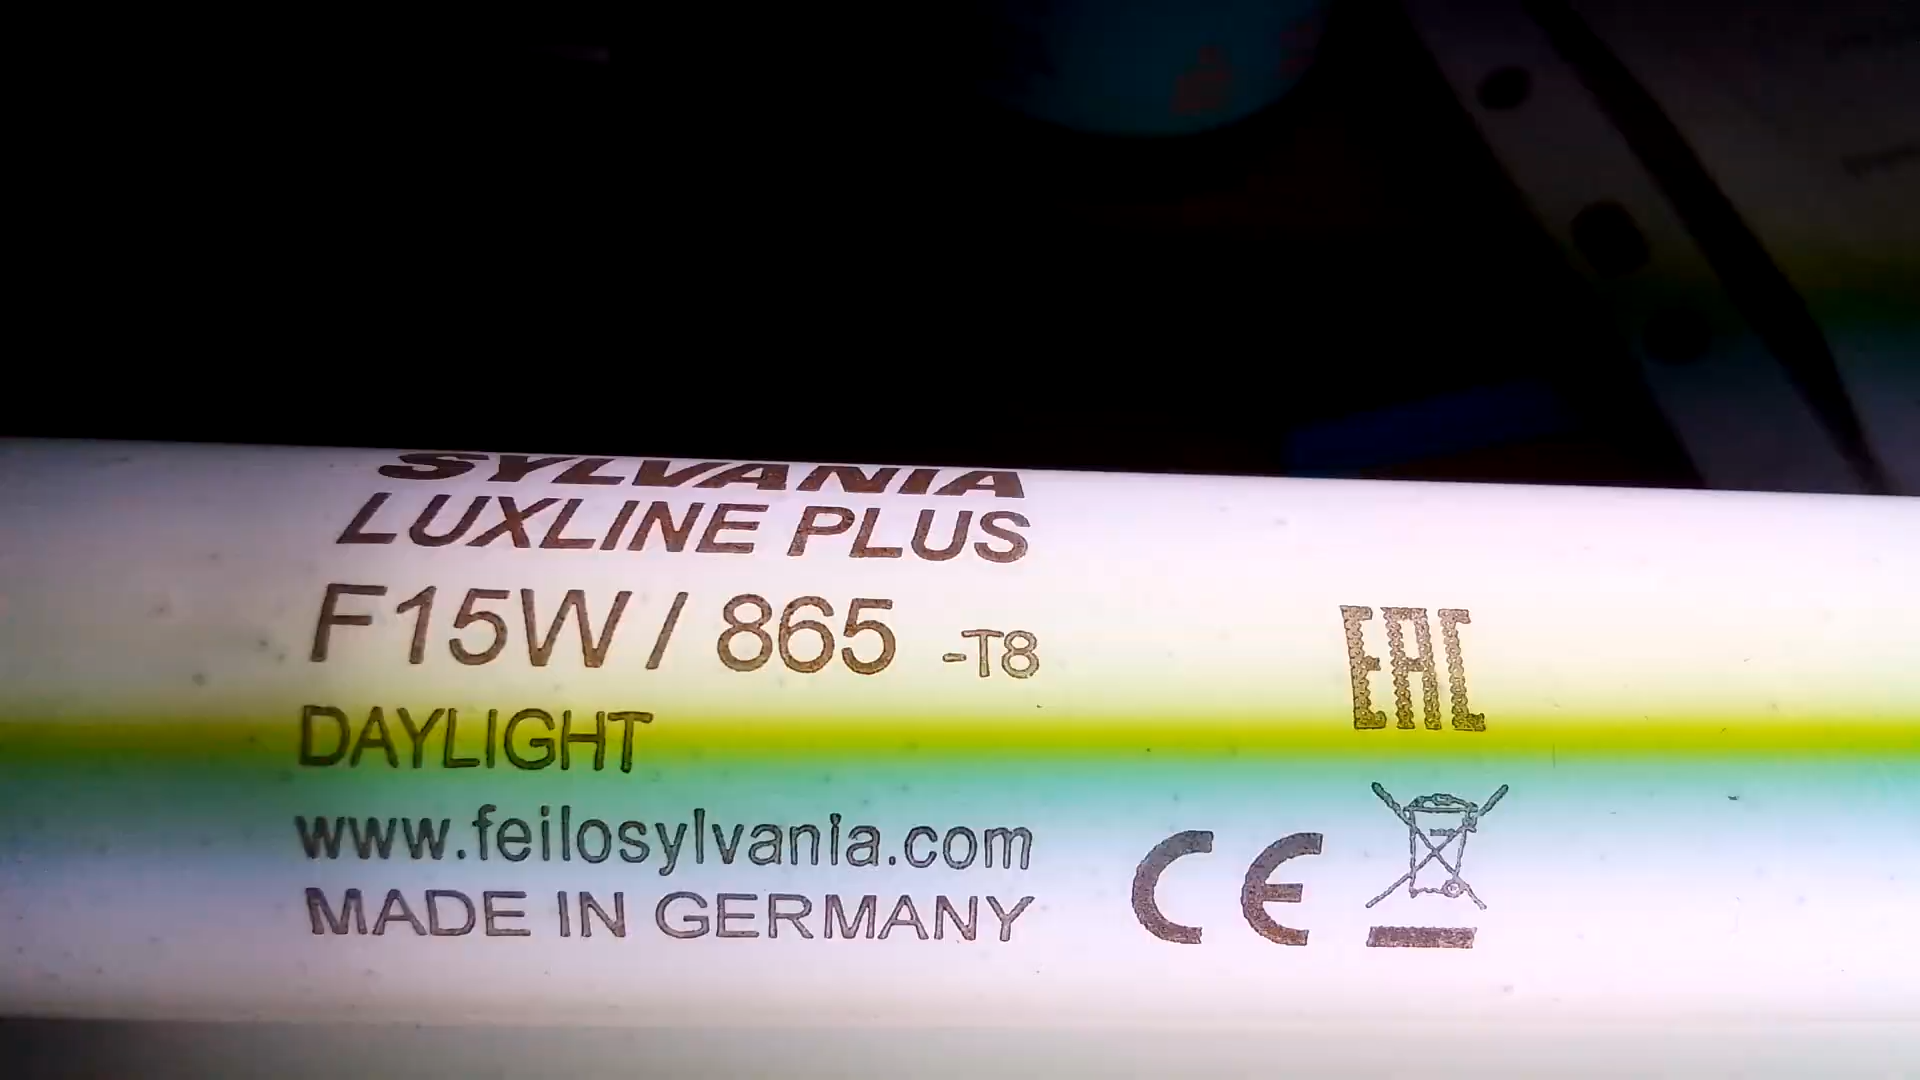 SYLVANIA
LUXLINE PLUS
F15W / 865 -T8
DAYLIGHT
www.feilosylvania.com
MADE IN GERMANY
EAC
CE